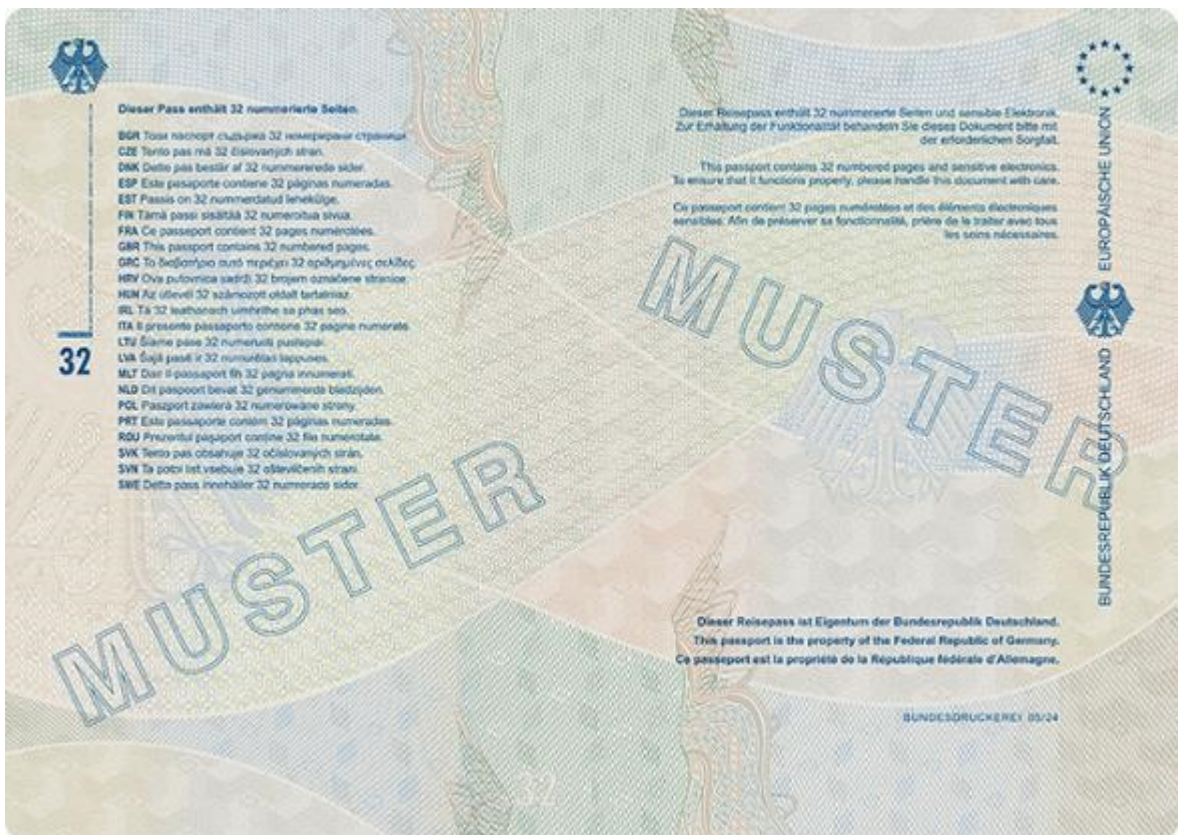 Dieser Pass enthält 32 nummerierte Seiten.
BGR Този паспорт съдържа 32 номерирани страници.
CZE Tento pas má 32 číslovaných stran.
DNK Dette pas består af 32 nummererede sider.
ESP Este pasaporte contiene 32 páginas numeradas.
EST Passis on 32 nummerdatud lehekülge.
FIN Tämä passi sisältää 32 numeroitua sivua.
FRA Ce passeport contient 32 pages numérotées.
GBR This passport contains 32 numbered pages.
GRC Το διαβατήριο αυτό περιέχει 32 αριθμημένες σελίδες.
HRV Ova putovnica sadrži 32 brojem označene stranice.
HUN Az útlevél 32 számozott oldalt tartalmaz.
IRL Tá 32 leathanach uimhrithe sa phas seo.
ITA Il presente passaporto contiene 32 pagine numerate.
LTU Šiame pase 32 numeruoti puslapiai.
LVA Šajā pasē ir 32 numurētas lappuses.
MLT Dan il-passaport fih 32 paġna innumerati.
NLD Dit paspoort bevat 32 genummerde bladzijden.
POL Paszport zawiera 32 numerowane strony.
PRT Este passaporte contém 32 páginas numeradas.
ROU Prezentul paşaport conţine 32 file numerotate.
SVK Tento pas obsahuje 32 očíslovaných strán.
SVN Ta potni list vsebuje 32 oštevilčenih strani.
SWE Detta pass innehåller 32 numrerade sidor.
32
MUSTER
Dieser Reisepass enthält 32 nummerierte Seiten und sensible Elektronik.
Zur Erhaltung der Funktionalität behandeln Sie dieses Dokument bitte mit
der erforderlichen Sorgfalt.
This passport contains 32 numbered pages and sensitive electronics.
To ensure that it functions properly, please handle this document with care.
Ce passeport contient 32 pages numérotées et des éléments électroniques
sensibles. Afin de préserver sa fonctionnalité, prière de le traiter avec tous
les soins nécessaires.
MUSTER
BUNDESREPUBLIK DEUTSCHLAND EUROPÄISCHE UNION
Dieser Reisepass ist Eigentum der Bundesrepublik Deutschland.
This passport is the property of the Federal Republic of Germany.
Ce passeport est la propriété de la République fédérale d'Allemagne.
BUNDESDRUCKEREI 03/24
32